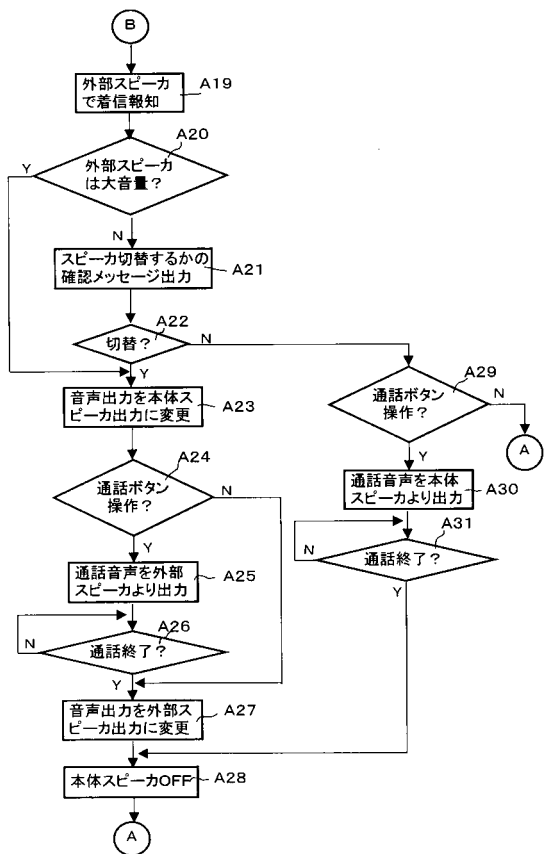 B
外部スピーカ
で着信報知
A19
A20
外部スピーカ
は大音量？
Y
N
スピーカ切替するかの
確認メッセージ出力
A21
A22
切替？
N
Y
音声出力を本体ス
ピーカ出力に変更
A23
A24
通話ボタン
操作？
N
Y
通話音声を外部
スピーカより出力
A25
A26
通話終了？
N
Y
音声出力を外部ス
ピーカ出力に変更
A27
本体スピーカOFF
A28
A
A29
通話ボタン
操作？
N
A
Y
通話音声を本体
スピーカより出力
A30
A31
通話終了？
N
Y